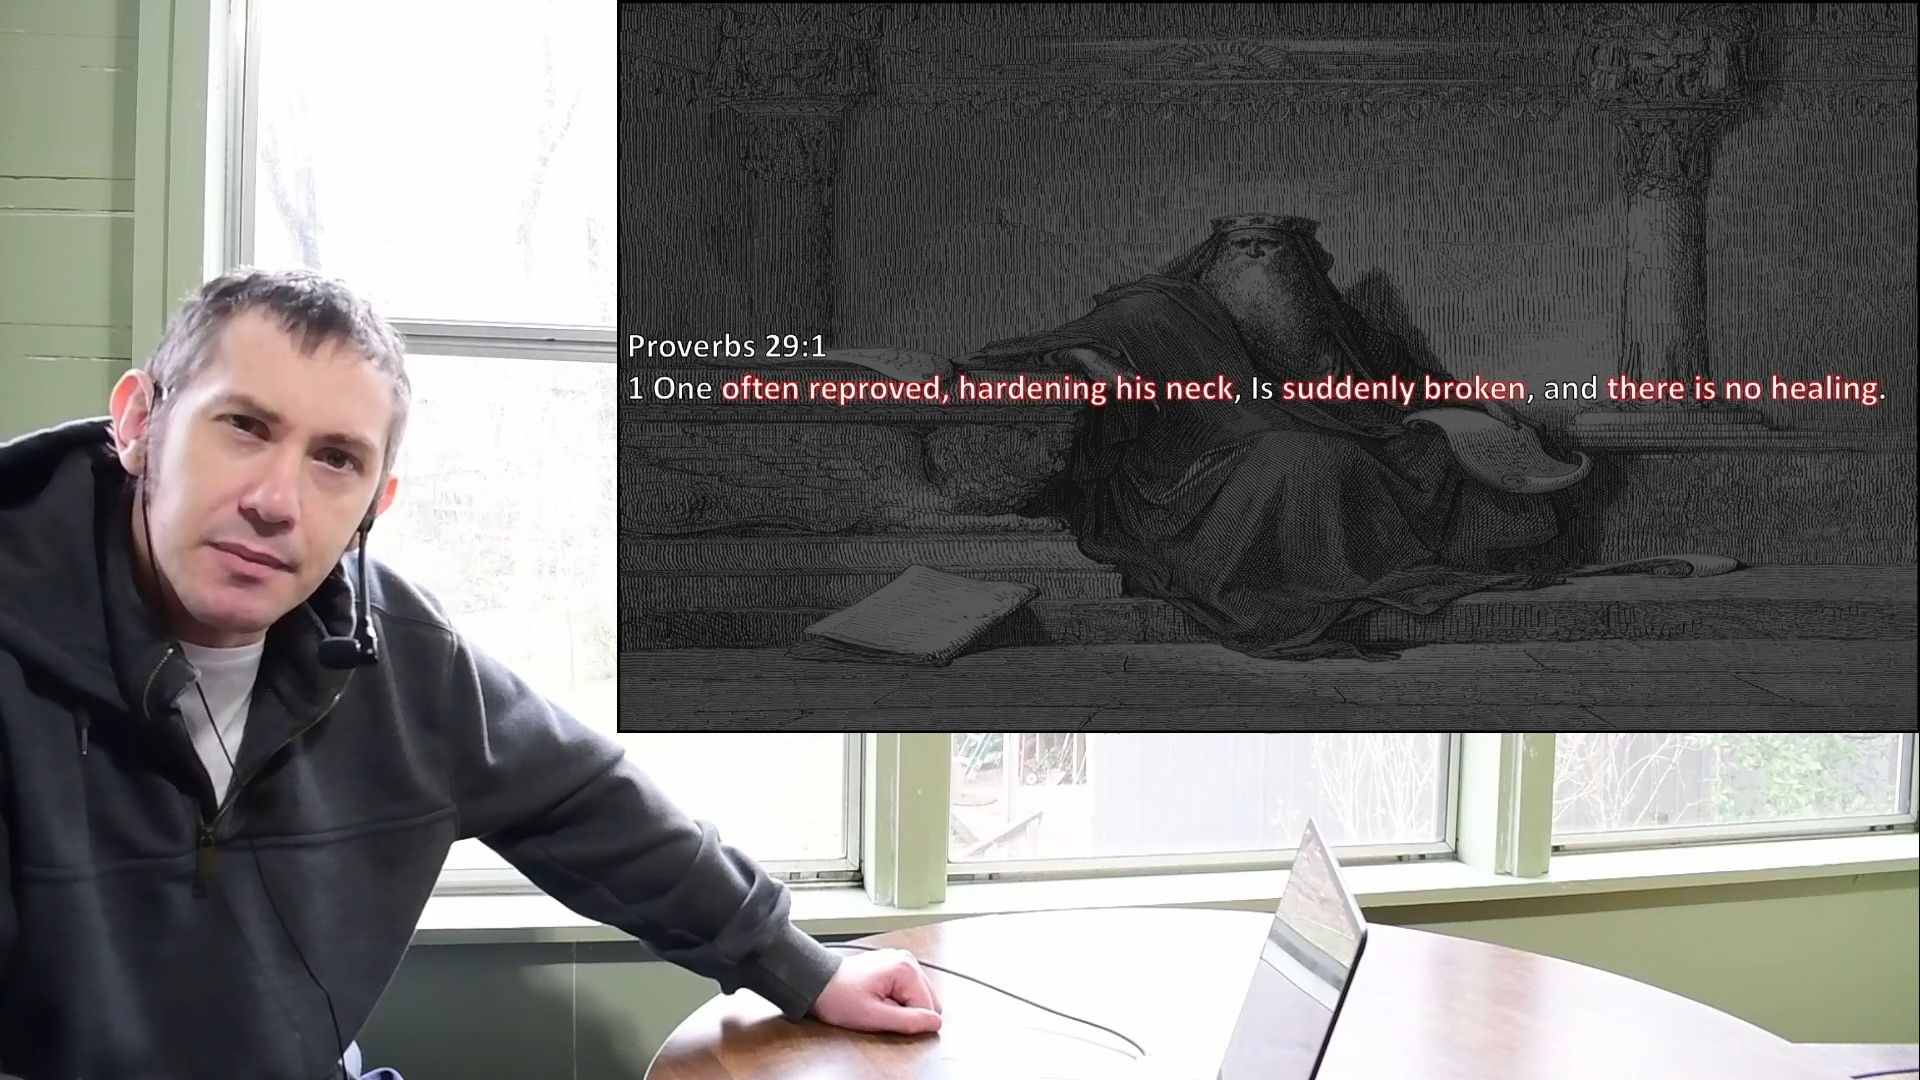 Proverbs 29:1
1 One often reproved, hardening his neck, Is suddenly broken, and there is no healing.